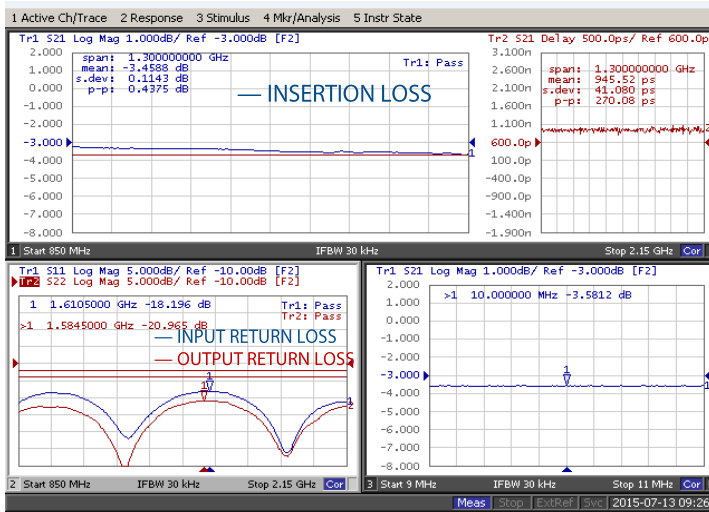 1 Active Ch/Trace 2 Response 3 Stimulus 4 Mkr/Analysis 5 Instr State
Tr1 S21 Log Mag 1.000dB/ Ref -3.000dB [F2]
2.000
1.000
0.000
-1.000
-2.000
-3.000
-4.000
-5.000
-6.000
-7.000
-8.000
span: 1.300000000 GHz
mean: -3.4588 dB
s.dev: 0.1143 dB
p-p: 0.4375 dB
Tr1: Pass
— INSERTION LOSS
1
Tr2 S21 Delay 500.0ps/ Ref 600.0p
3.100n
2.600n
2.100n
1.600n
1.100n
600.0p
100.0p
-400.0p
-900.0p
-1.400n
-1.900n
span: 1.300000000 GHz
mean: 945.52 ps
s.dev: 41.080 ps
p-p: 270.08 ps
2
1 Start 850 MHz IFBW 30 kHz Stop 2.15 GHz Cor
Tr1 S11 Log Mag 5.000dB/ Ref -10.00dB [F2]
Tr2 S22 Log Mag 5.000dB/ Ref -10.00dB [F2]
1 1.6105000 GHz -18.196 dB
>1 1.5845000 GHz -20.965 dB
Tr1: Pass
Tr2: Pass
— INPUT RETURN LOSS
— OUTPUT RETURN LOSS
1
1
1
2
2 Start 850 MHz IFBW 30 kHz Stop 2.15 GHz Cor
Tr1 S21 Log Mag 1.000dB/ Ref -3.000dB [F2]
2.000
1.000
0.000
-1.000
-2.000
-3.000
-4.000
-5.000
-6.000
-7.000
-8.000
>1 10.000000 MHz -3.5812 dB
1
1
3 Start 9 MHz IFBW 30 kHz Stop 11 MHz Cor
Meas Stop ExtRef Svc 2015-07-13 09:26